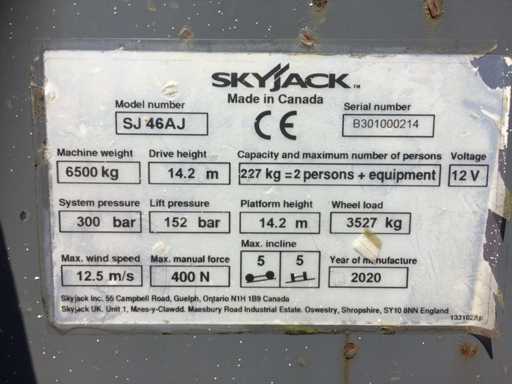 SKYJACK™
Made in Canada
CE
Model number
SJ 46AJ
Serial number
B301000214
Machine weight Drive height Capacity and maximum number of persons Voltage
6500 kg 14.2 m 227 kg = 2 persons + equipment 12 V
System pressure Lift pressure Platform height Wheel load
300 bar 152 bar 14.2 m 3527 kg
Max. wind speed Max. manual force Max. incline Year of manufacture
12.5 m/s 400 N 5 5 2020
Skyjack Inc. 55 Campbell Road, Guelph, Ontario N1H 1B9 Canada
Skyjack UK. Unit 1, Mnes-y-Clawdd. Maesbury Road Industrial Estate. Oswestry, Shropshire, SY10 8NN England